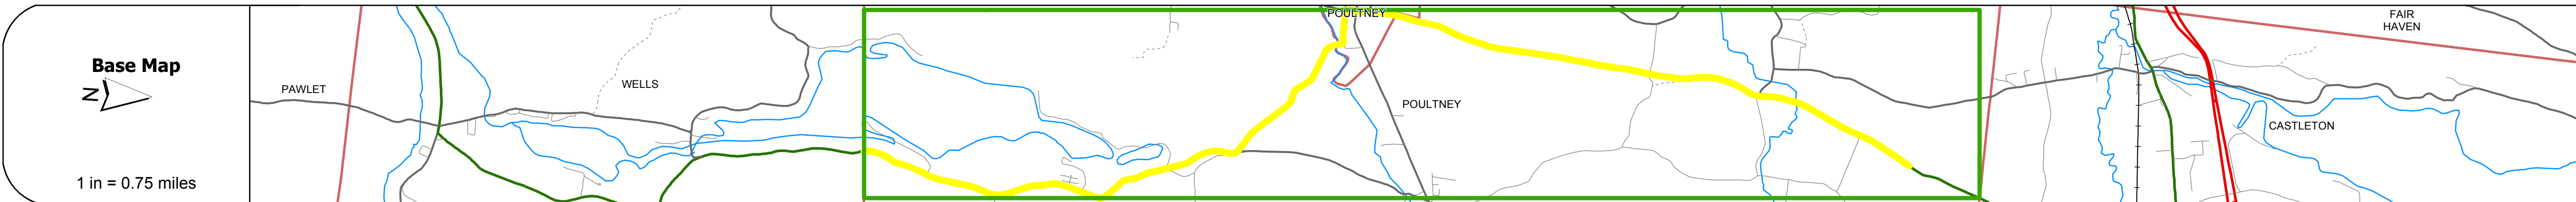 Base Map
N
1 in = 0.75 miles
PAWLET
WELLS
POULTNEY
POULTNEY
FAIR
HAVEN
CASTLETON